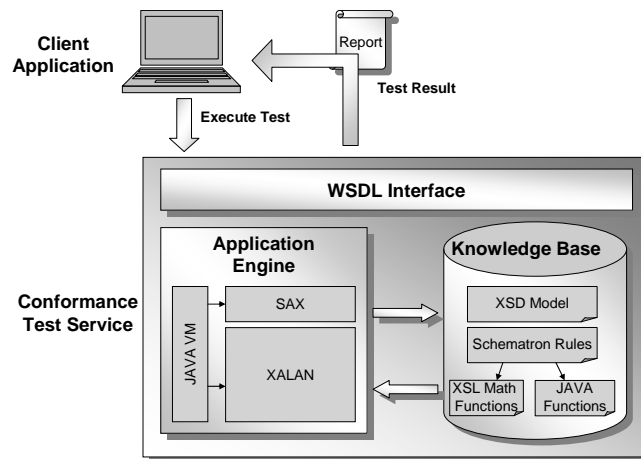 Client
Application
Report
Test Result
Execute Test
WSDL Interface
Conformance
Test Service
Application
Engine
JAVA VM
SAX
XALAN
Knowledge Base
XSD Model
Schematron Rules
XSL Math
Functions
JAVA
Functions